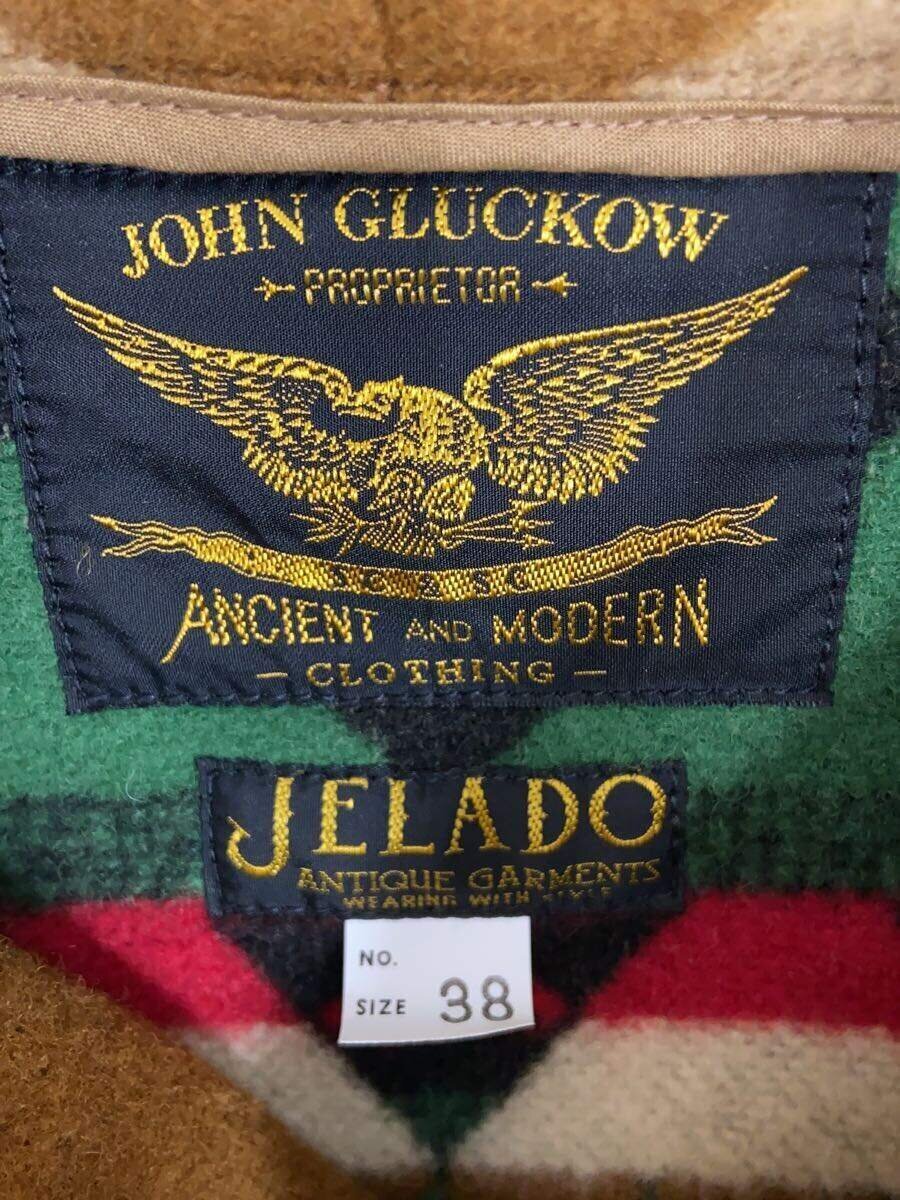 JOHN GLUCKOW
PROPRIETOR
ANCIENT AND MODERN
- CLOTHING -
JELADO
ANTIQUE GARMENTS
WEARING WITH STYLE
NO.
SIZE 38